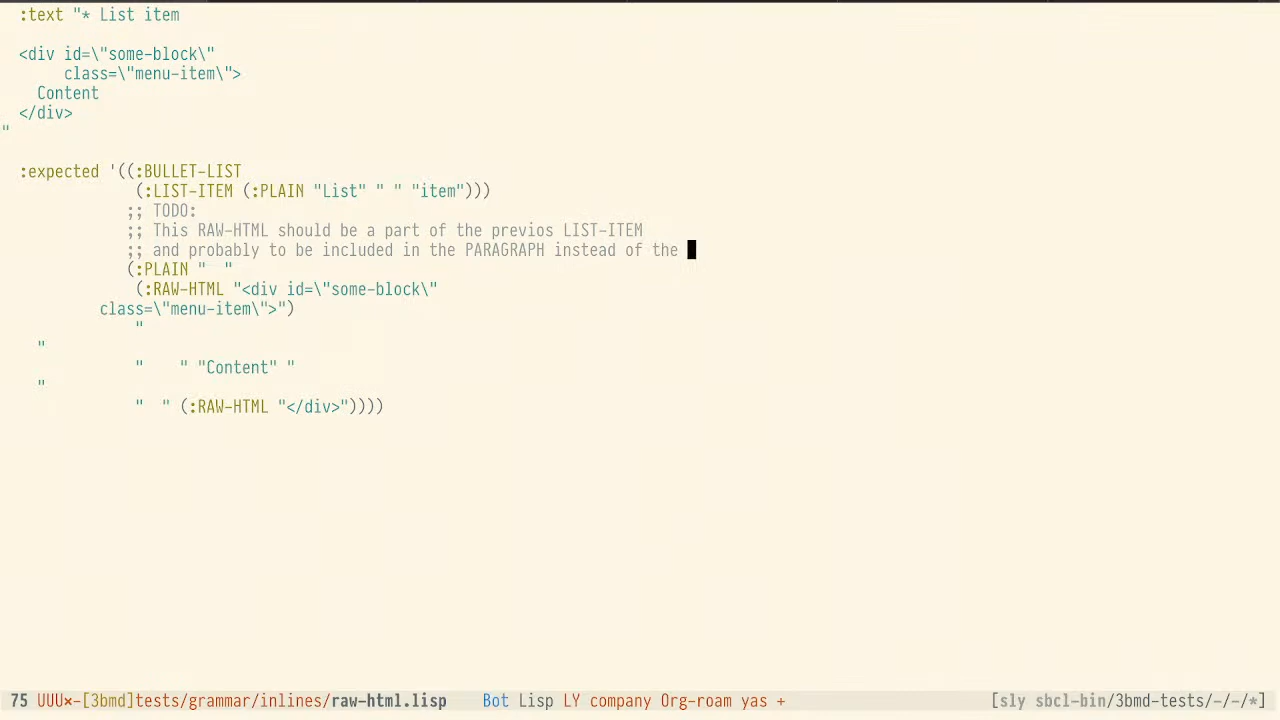 :text "* List item
<div id=\"some-block\"
class=\"menu-item\">
Content
</div>
"
:expected '((:BULLET-LIST
(:LIST-ITEM (:PLAIN "List" " " "item")))
;; TODO:
;; This RAW-HTML should be a part of the previos LIST-ITEM
;; and probably to be included in the PARAGRAPH instead of the
(:PLAIN "  "
(:RAW-HTML "<div id=\"some-block\"
class=\"menu-item\">")
"
"
"    " "Content" "
"
"  " (:RAW-HTML "</div>"))))
75 UUU×-[3bmd]tests/grammar/inlines/raw-html.lisp Bot Lisp LY company Org-roam yas + [sly sbcl-bin/3bmd-tests/-/-/*]